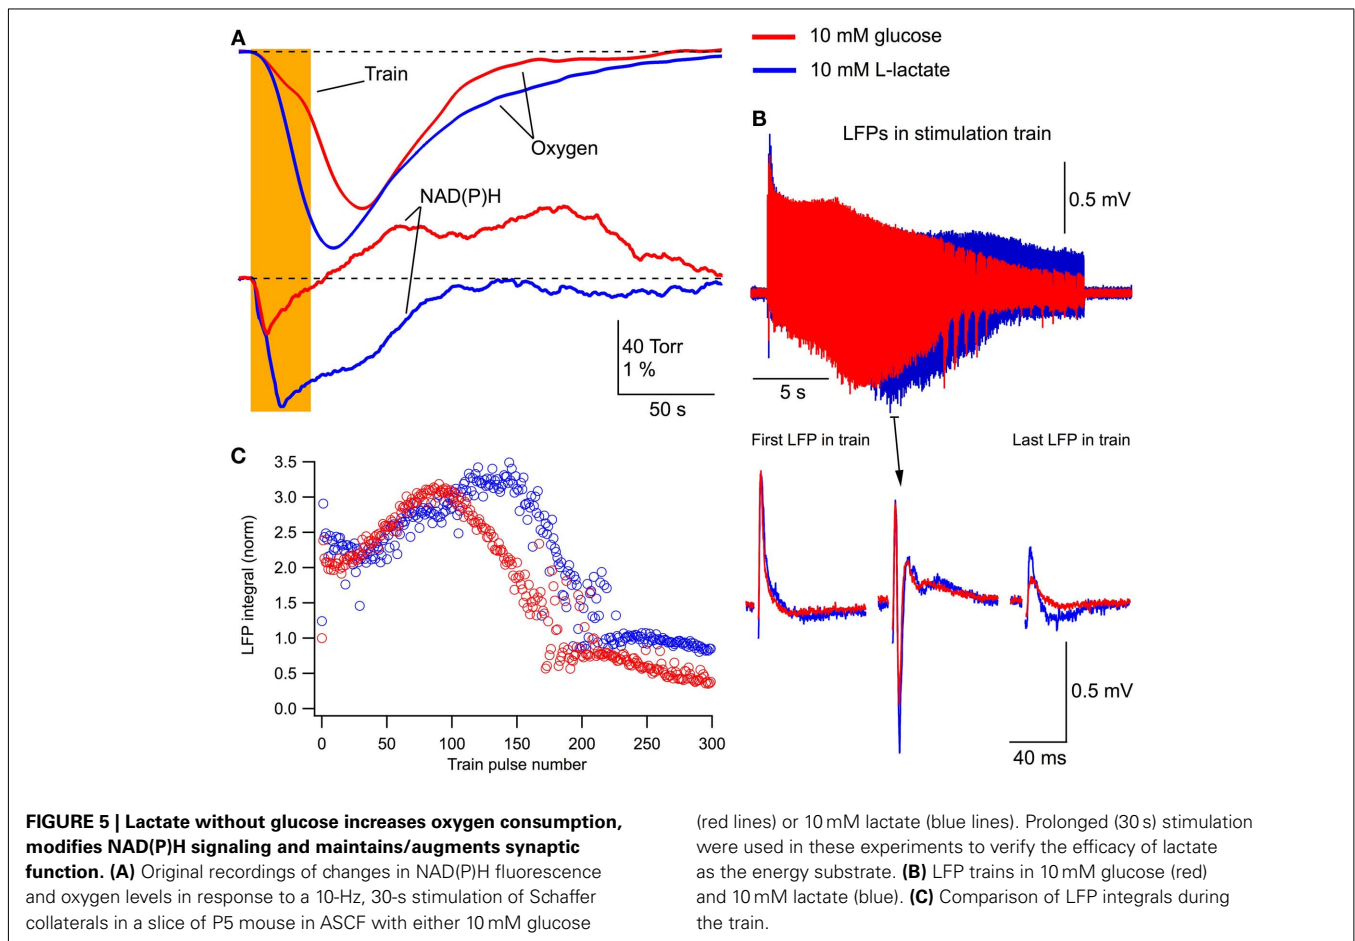 A
Train
Oxygen
NAD(P)H
40 Torr
1 %
50 s
10 mM glucose
10 mM L-lactate
B
LFPs in stimulation train
0.5 mV
5 s
First LFP in train
Last LFP in train
0.5 mV
40 ms
C
LFP integral (norm)
3.5
3.0
2.5
2.0
1.5
1.0
0.5
0.0
0 50 100 150 200 250 300
Train pulse number
FIGURE 5 | Lactate without glucose increases oxygen consumption,
modifies NAD(P)H signaling and maintains/augments synaptic
function. (A) Original recordings of changes in NAD(P)H fluorescence
and oxygen levels in response to a 10-Hz, 30-s stimulation of Schaffer
collaterals in a slice of P5 mouse in ASCF with either 10 mM glucose
(red lines) or 10 mM lactate (blue lines). Prolonged (30 s) stimulation
were used in these experiments to verify the efficacy of lactate
as the energy substrate. (B) LFP trains in 10 mM glucose (red)
and 10 mM lactate (blue). (C) Comparison of LFP integrals during
the train.